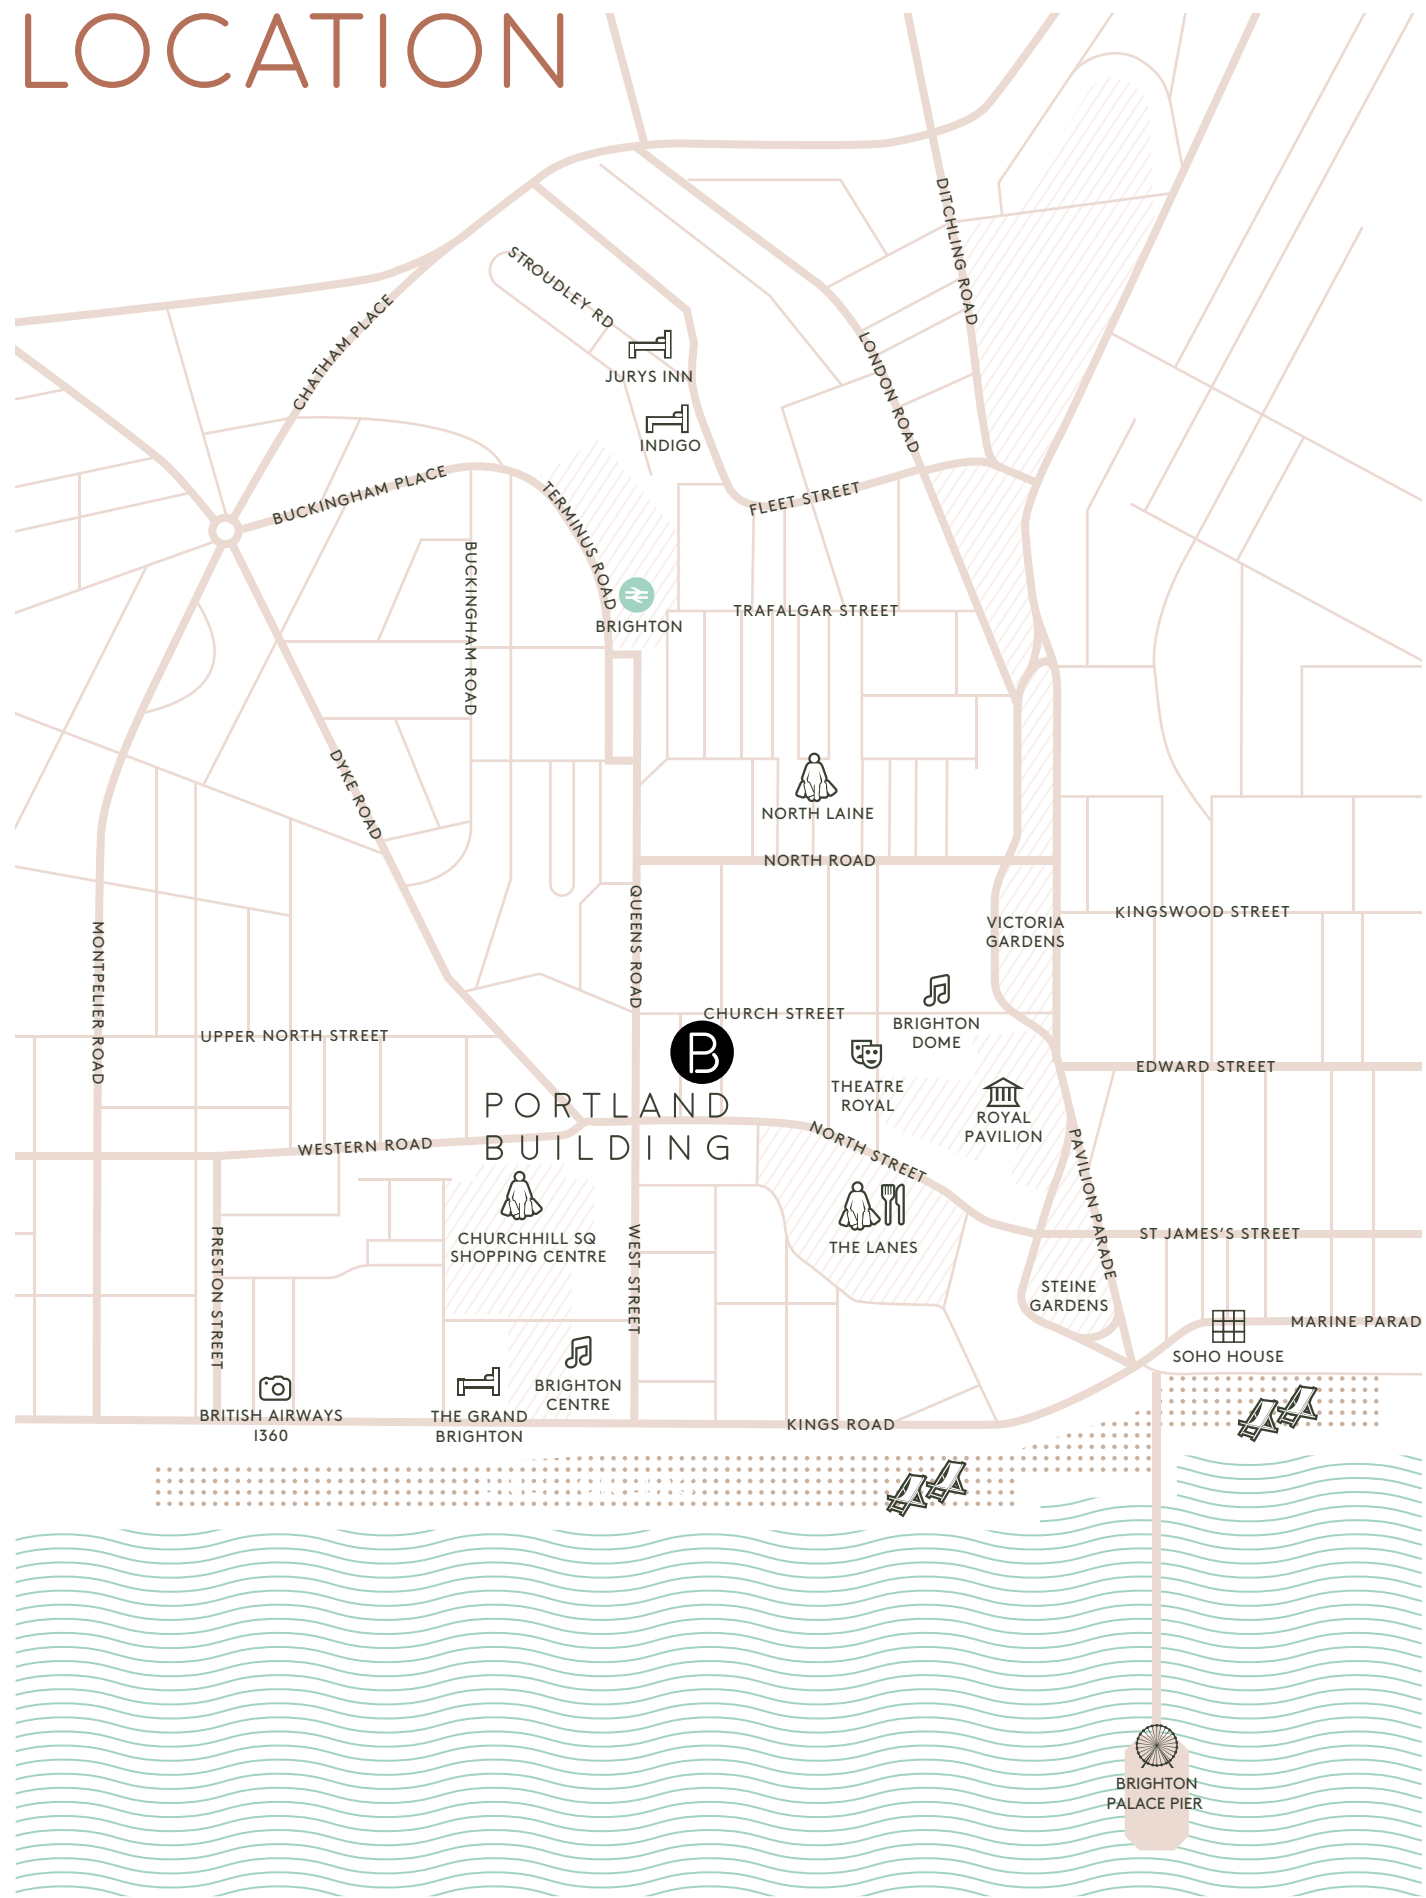 LOCATION
DITCHLING ROAD
STROUDLEY RD
CHATHAM PLACE
LONDON ROAD
JURYS INN
INDIGO
BUCKINGHAM PLACE
TERMINUS ROAD
FLEET STREET
BUCKINGHAM ROAD
BRIGHTON
TRAFALGAR STREET
DYKE ROAD
NORTH LAINE
NORTH ROAD
QUEENS ROAD
MONTPELIER ROAD
VICTORIA
GARDENS
KINGSWOOD STREET
CHURCH STREET
BRIGHTON
DOME
UPPER NORTH STREET
B
THEATRE
ROYAL
EDWARD STREET
PORTLAND
BUILDING
ROYAL
PAVILION
WESTERN ROAD
NORTH STREET
PAVILION PARADE
CHURCHHILL SQ
SHOPPING CENTRE
PRESTON STREET
WEST STREET
THE LANES
ST JAMES'S STREET
STEINE
GARDENS
MARINE PARAD
SOHO HOUSE
BRIGHTON
CENTRE
BRITISH AIRWAYS
I360
THE GRAND
BRIGHTON
KINGS ROAD
BRIGHTON
PALACE PIER